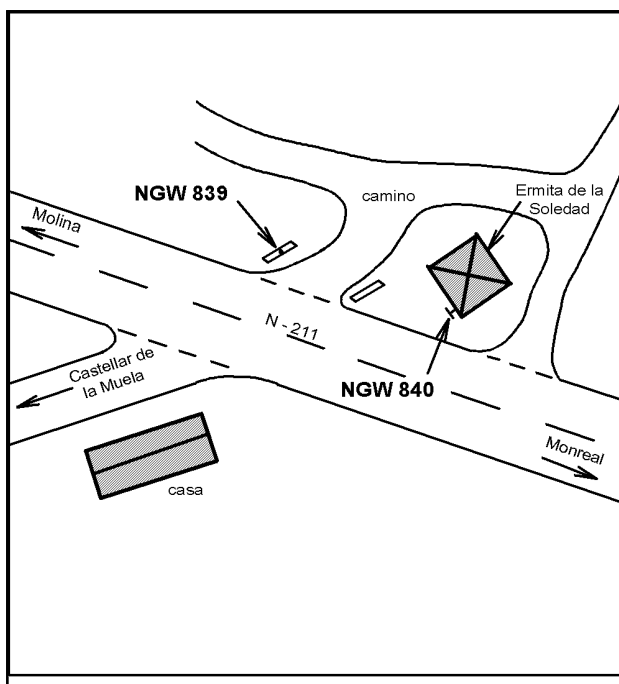 NGW 839
camino
Ermita de la
Soledad
Molina
N - 211
Castellar de
la Muela
NGW 840
Monreal
casa